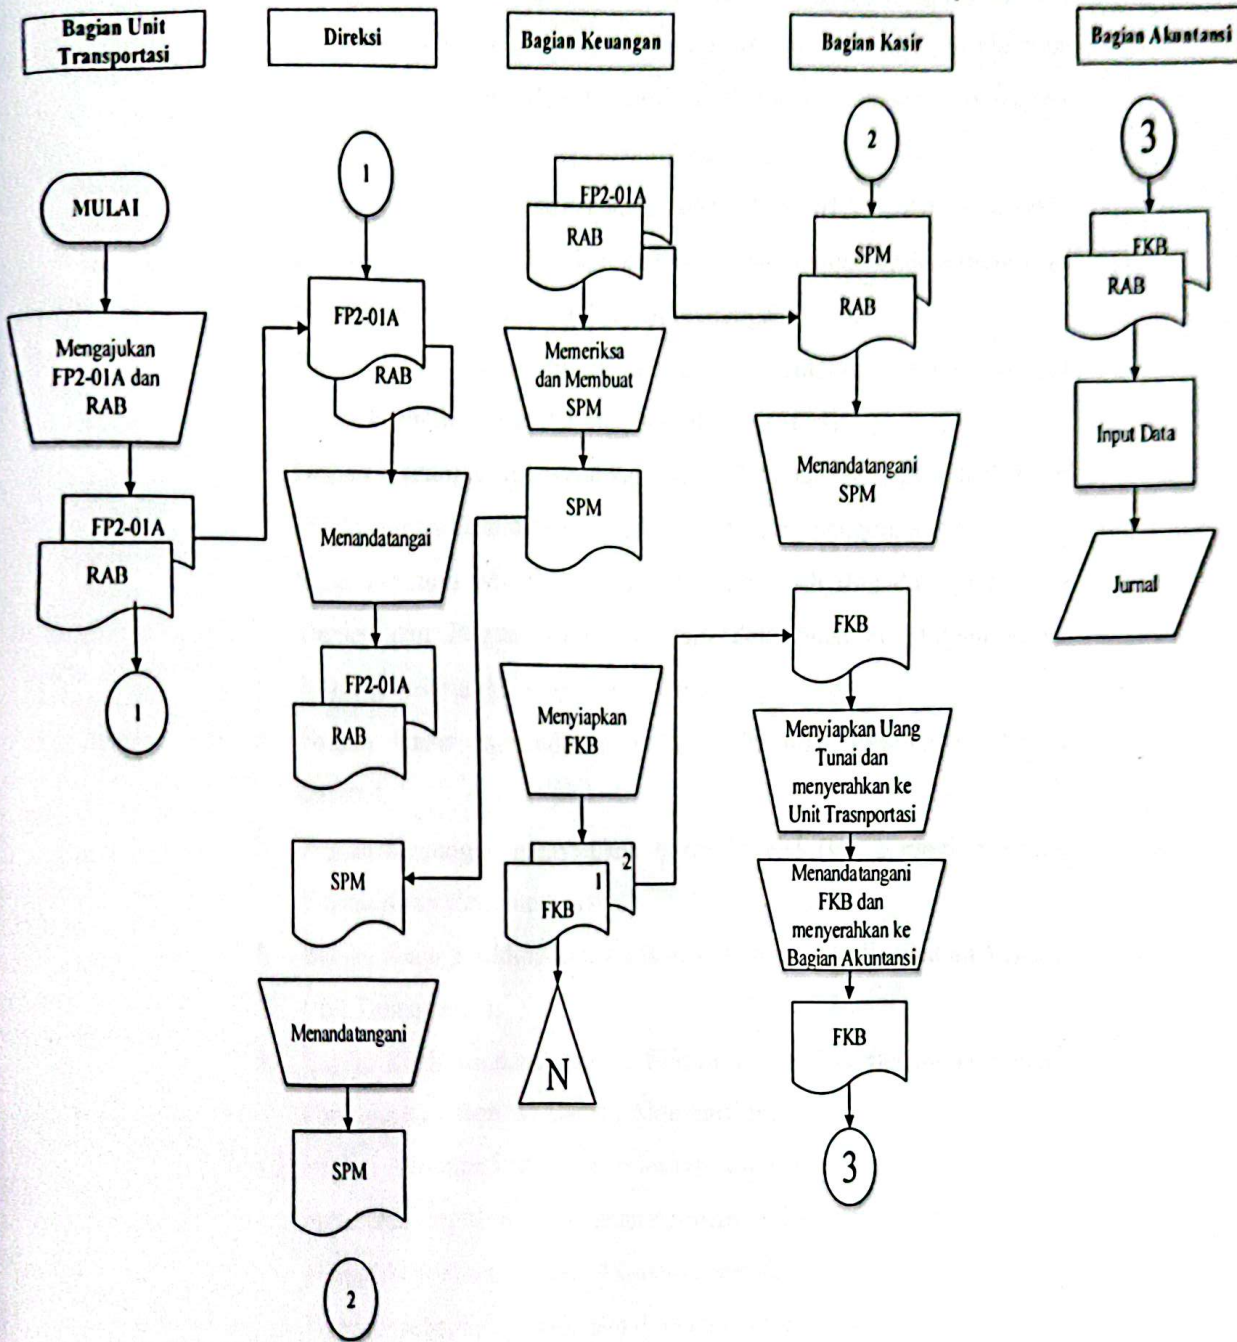 Bagian Unit
Transportasi
Direksi
Bagian Keuangan
Bagian Kasir
Bagian Akuntansi
MULAI
Mengajukan
FP2-01A dan
RAB
FP2-01A
RAB
1
1
FP2-01A
RAB
Menandatangai
FP2-01A
RAB
SPM
Menandatangani
SPM
2
FP2-01A
RAB
Memeriksa
dan Membuat
SPM
SPM
Menyiapkan
FKB
2
1
FKB
N
2
SPM
RAB
Menandatangani
SPM
FKB
Menyiapkan Uang
Tunai dan
menyerahkan ke
Unit Trasnportasi
Menandatangani
FKB dan
menyerahkan ke
Bagian Akuntansi
FKB
3
3
FKB
RAB
Input Data
Jurnal